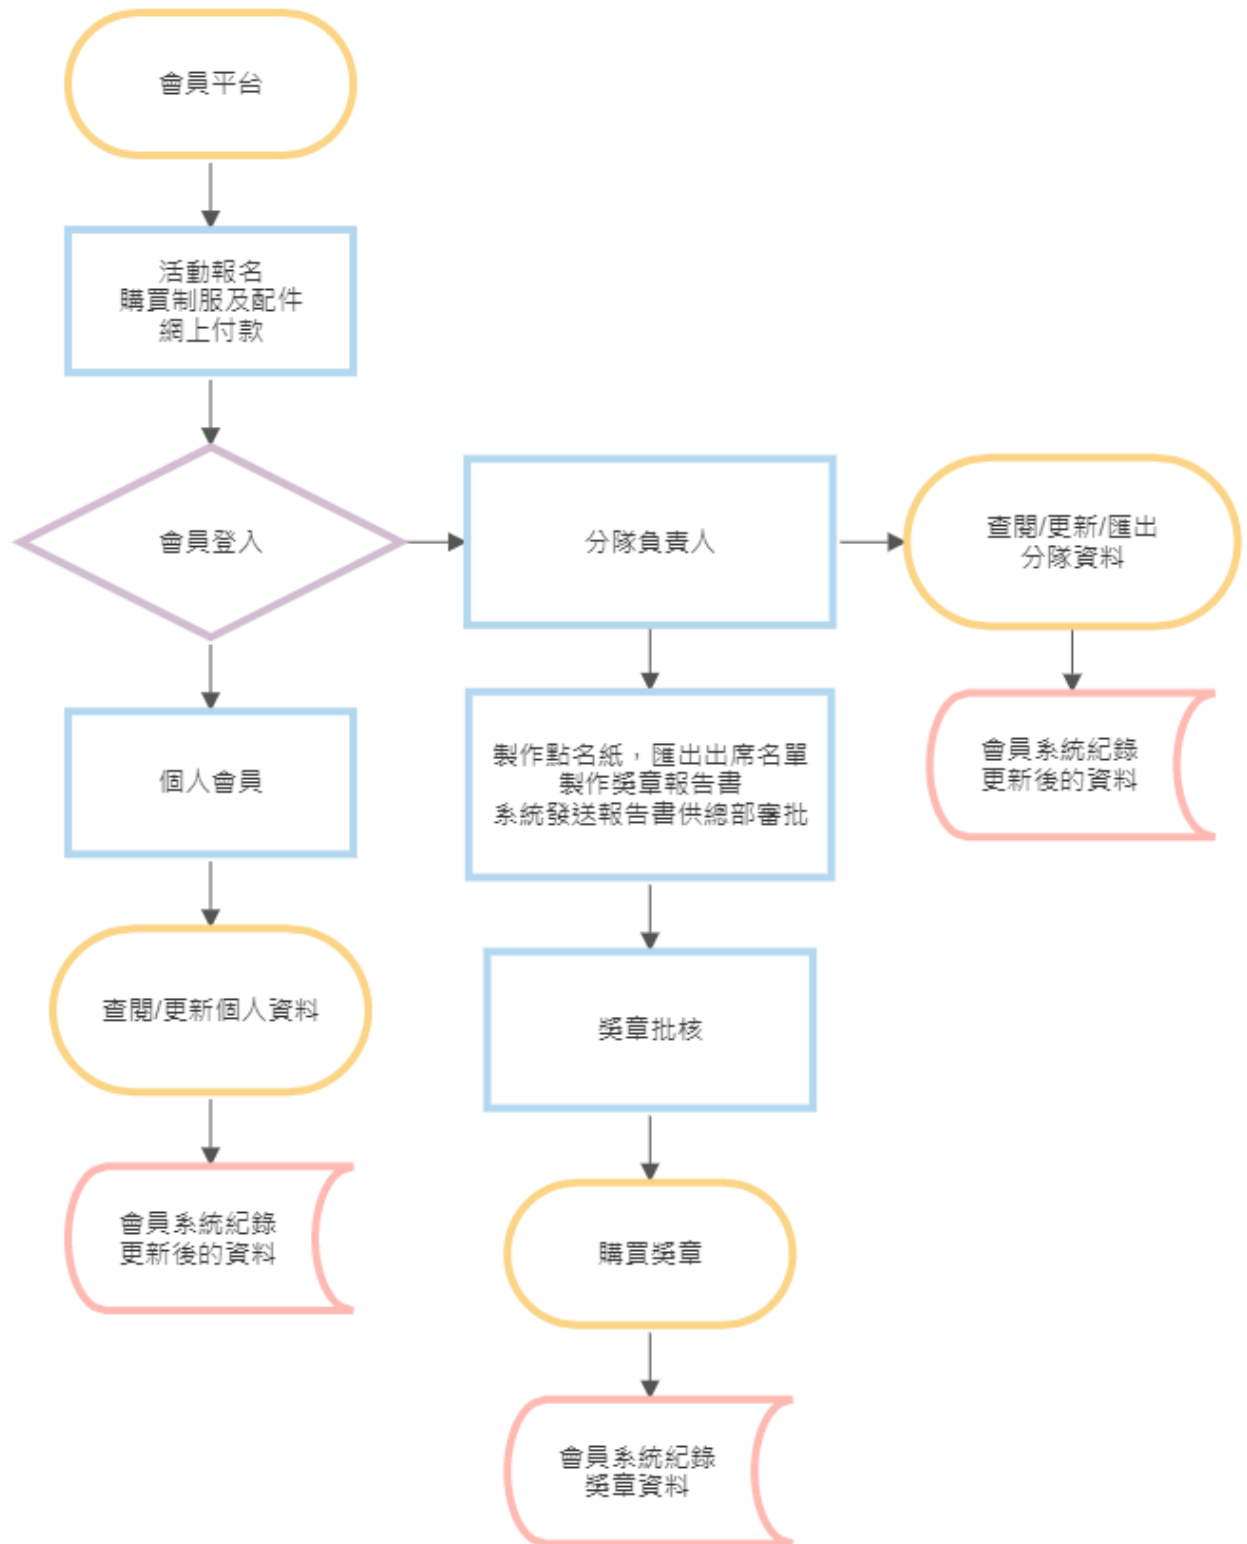 會員平台
活動報名
購買制服及配件
網上付款
會員登入
分隊負責人
查閱/更新/匯出
分隊資料
個人會員
製作點名紙，匯出出席名單
製作獎章報告書
系統發送報告書供總部審批
會員系統紀錄
更新後的資料
查閱/更新個人資料
獎章批核
會員系統紀錄
更新後的資料
購買獎章
會員系統紀錄
獎章資料